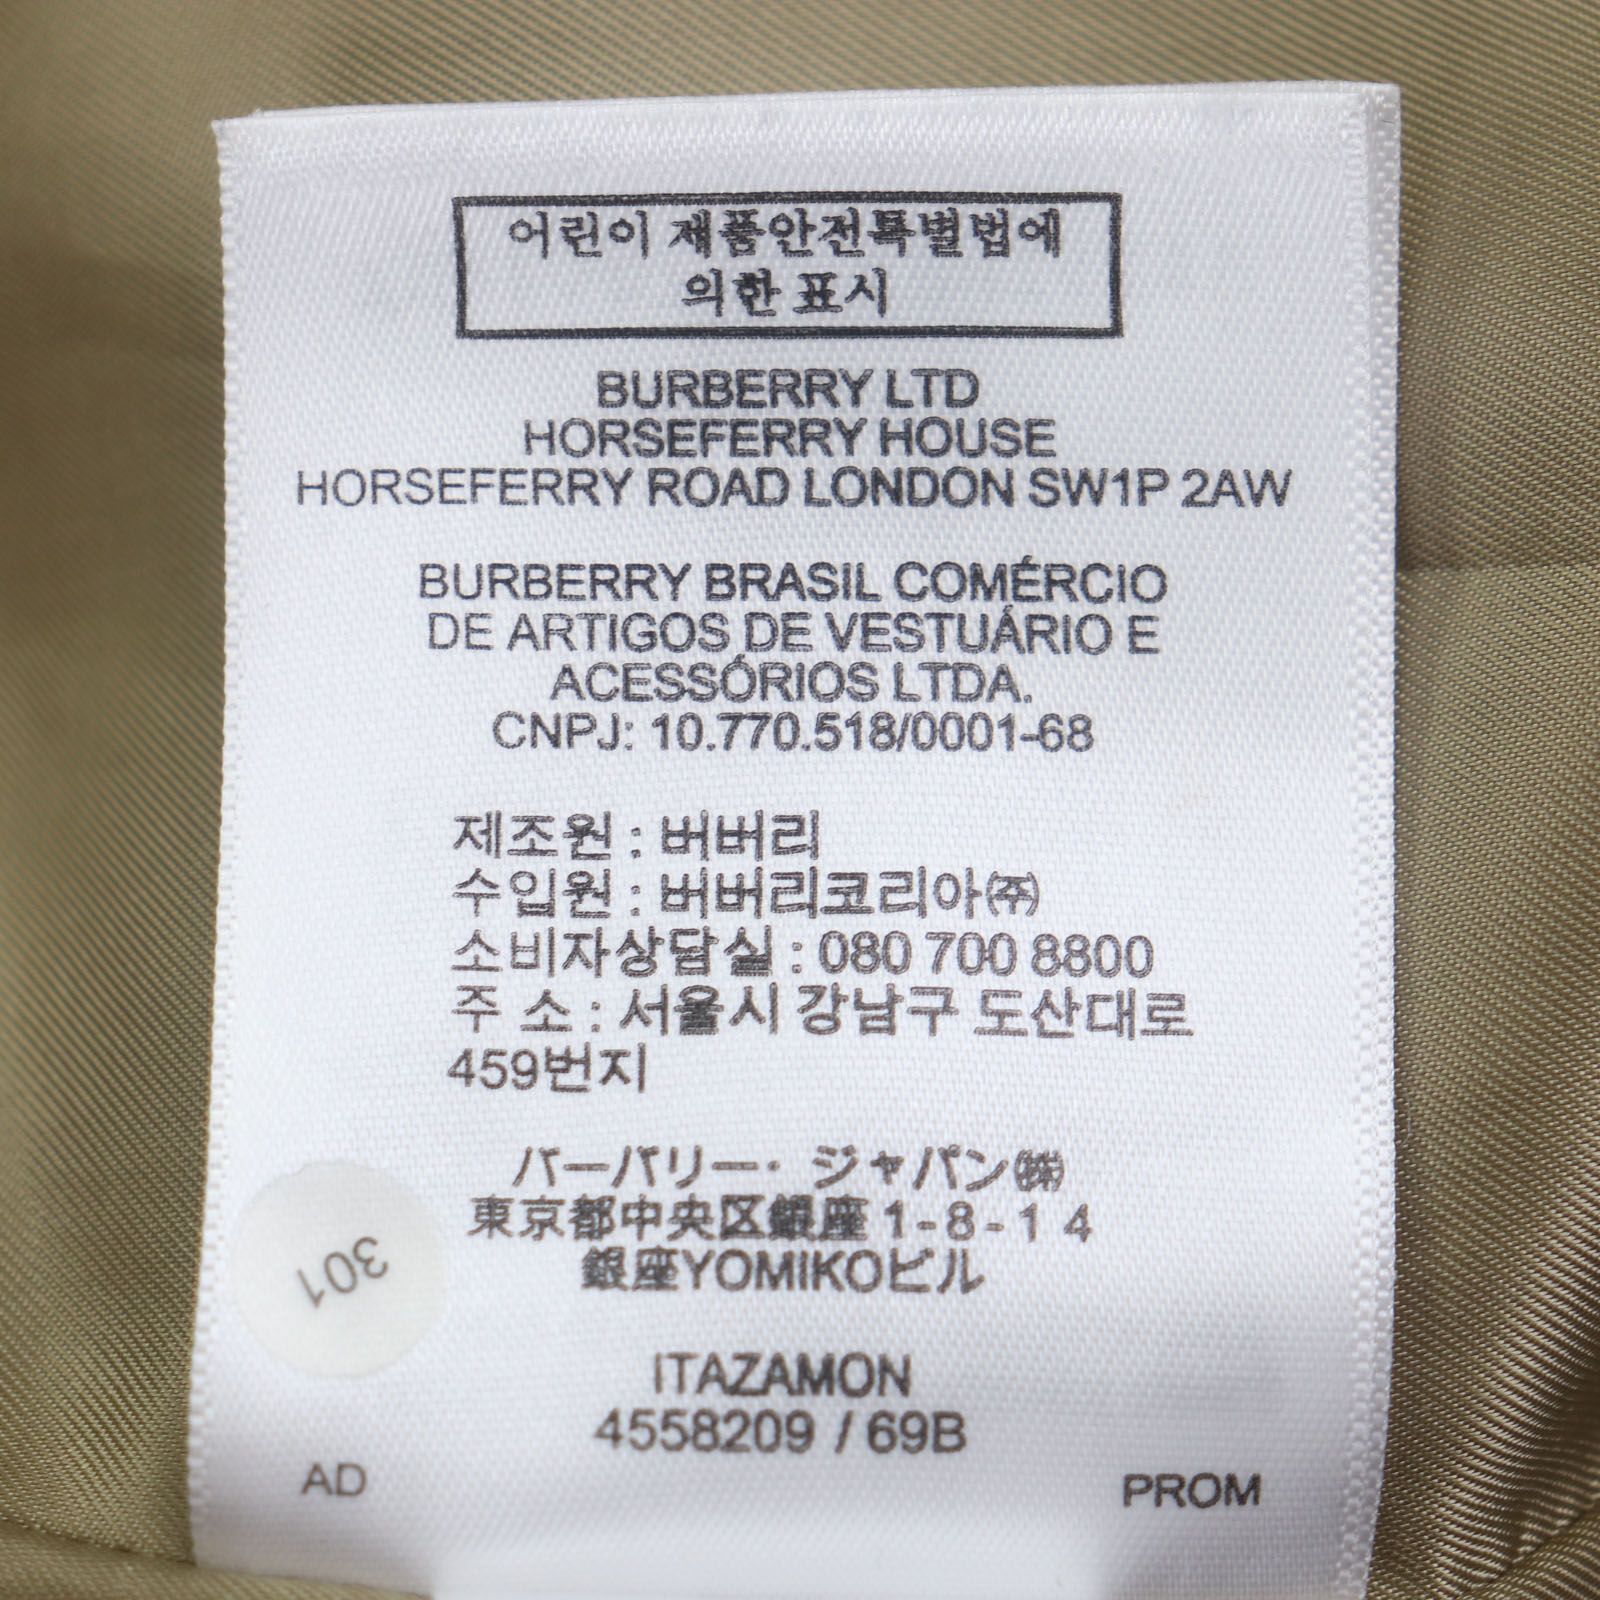 어린이 제품안전특별법에
의한 표시
BURBERRY LTD
HORSEFERRY HOUSE
HORSEFERRY ROAD LONDON SW1P 2AW
BURBERRY BRASIL COMÉRCIO
DE ARTIGOS DE VESTUÁRIO E
ACESSÓRIOS LTDA.
CNPJ: 10.770.518/0001-68
제조원 : 버버리
수입원 : 버버리코리아㈜
소비자상담실 : 080 700 8800
주 소 : 서울시 강남구 도산대로
459번지
バーバリー・ジャパン㈱
東京都中央区銀座 1 - 8 - 1 4
銀座YOMIKOビル
301
ITAZAMON
4558209 / 69B
AD PROM